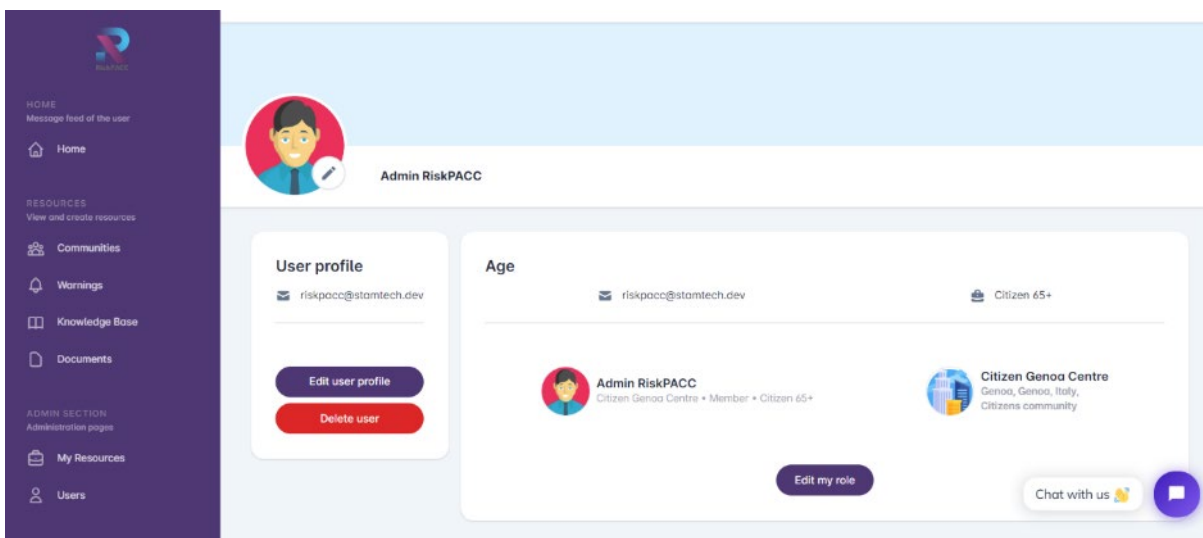 RiskPACC
HOME
Message feed of the user
Home
RESOURCES
View and create resources
Communities
Warnings
Knowledge Base
Documents
ADMIN SECTION
Administration pages
My Resources
Users
Admin RiskPACC
User profile
riskpacc@stamtech.dev
Edit user profile
Delete user
Age
riskpacc@stamtech.dev
Citizen 65+
Admin RiskPACC
Citizen Genoa Centre • Member • Citizen 65+
Citizen Genoa Centre
Genoa, Genoa, Italy,
Citizens community
Edit my role
Chat with us 👋